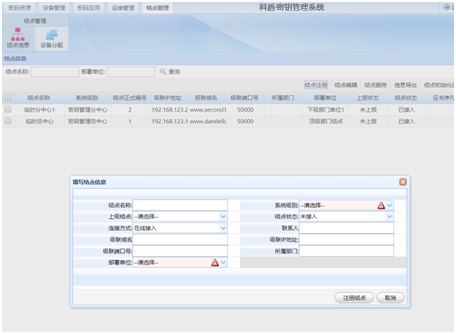 密码资源 设备管理 密码应用 运维管理 结点管理 科盾密钥管理系统
结点管理
结点信息 设备分配
结点信息
结点名称: 部署单位: 查询
结点注册 结点编辑 结点删除 信息导出 结点初始化
结点名称 系统级别 结点正式编号 级联IP地址 级联域名 级联端口号 所属部门 部署单位 上报状态 结点状态 证书序列
临时分中心1 密钥管理分中心 2 192.168.123.2 www.second1 50000 下级部门单位1 未上报 已接入
临时总中心 密钥管理总中心 1 192.168.123.1 www.dandelic 50000 顶级部门结点 未上报 已接入
填写结点信息
结点名称: 系统级别: --请选择--
上级结点: --请选择-- 结点状态: 未接入
连接方式: 在线接入 联系人
级联域名 级联IP地址:
级联端口号: 所属部门:
部署单位: --请选择--
注册结点 取消